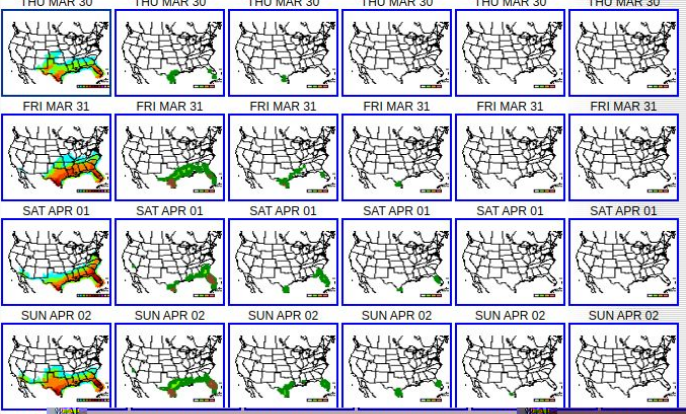 THU MAR 30 THU MAR 30 THU MAR 30 THU MAR 30 THU MAR 30 THU MAR 30
FRI MAR 31 FRI MAR 31 FRI MAR 31 FRI MAR 31 FRI MAR 31 FRI MAR 31
SAT APR 01 SAT APR 01 SAT APR 01 SAT APR 01 SAT APR 01 SAT APR 01
SUN APR 02 SUN APR 02 SUN APR 02 SUN APR 02 SUN APR 02 SUN APR 02